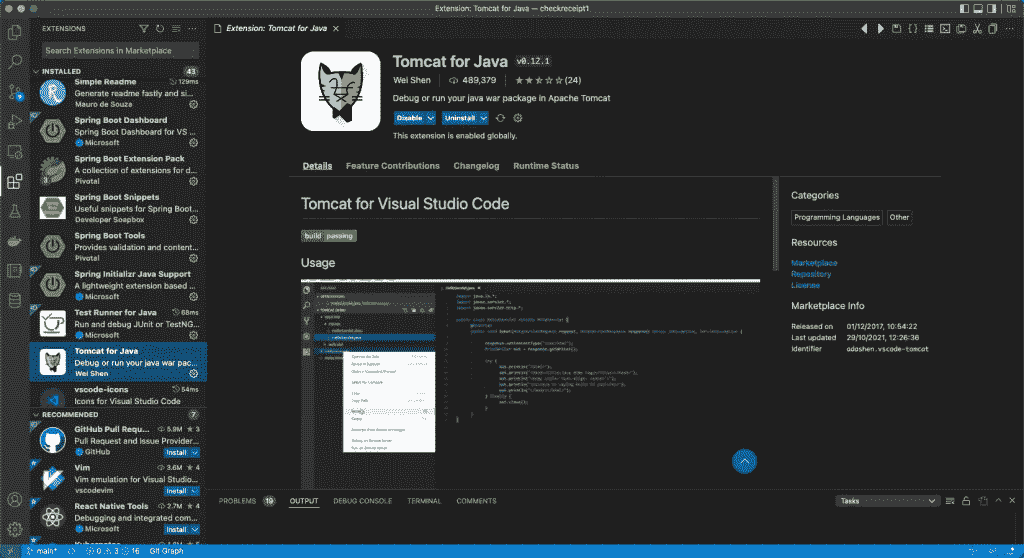 Extension: Tomcat for Java — checkreceipt1
EXTENSIONS
Search Extensions in Marketplace
INSTALLED 43
Simple Readme 129ms
Generate readme fastly and si...
Mauro de Souza
Spring Boot Dashboard
Spring Boot Dashboard for VS ...
Microsoft
Spring Boot Extension Pack
A collection of extensions for d...
Pivotal
Spring Boot Snippets
Useful snippets for Spring Boot...
Developer Soapbox
Spring Boot Tools
Provides validation and content...
Pivotal
Spring Initializr Java Support
A lightweight extension based ...
Microsoft
Test Runner for Java 68ms
Run and debug JUnit or TestNG...
Microsoft
Tomcat for Java
Debug or run your java war pac...
Wei Shen
vscode-icons 54ms
Icons for Visual Studio Code
RECOMMENDED 7
GitHub Pull Requ... 5.9M 3
Pull Request and Issue Provider...
GitHub Install
Vim 3.6M 4
Vim emulation for Visual Studio...
vscodevim Install
React Native Tools 2.7M 4
Debugging and integrated com...
Microsoft Install
Extension: Tomcat for Java
Tomcat for Java v0.12.1
Wei Shen 489,379 (24)
Debug or run your java war package in Apache Tomcat
Disable Uninstall
This extension is enabled globally.
Details Feature Contributions Changelog Runtime Status
Tomcat for Visual Studio Code
build passing
Usage
Categories
Programming Languages Other
Resources
Marketplace
Repository
License
Marketplace Info
Released on 01/12/2017, 10:54:22
Last updated 29/10/2021, 12:26:36
Identifier adashen.vscode-tomcat
PROBLEMS 19 OUTPUT DEBUG CONSOLE TERMINAL COMMENTS
Tasks
main* 0 3 16 Git Graph